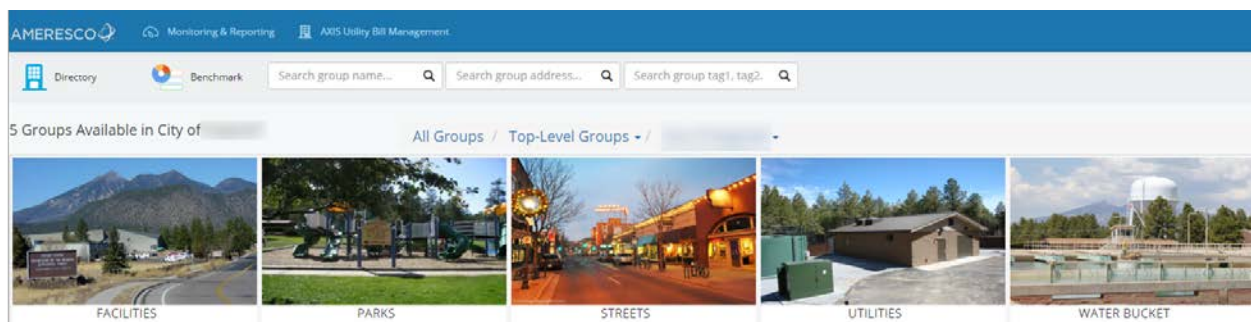 AMERESCO Monitoring & Reporting AXIS Utility Bill Management
Directory Benchmark Search group name... Search group address... Search group tag1, tag2.
5 Groups Available in City of
All Groups / Top-Level Groups /
FACILITIES PARKS STREETS UTILITIES WATER BUCKET